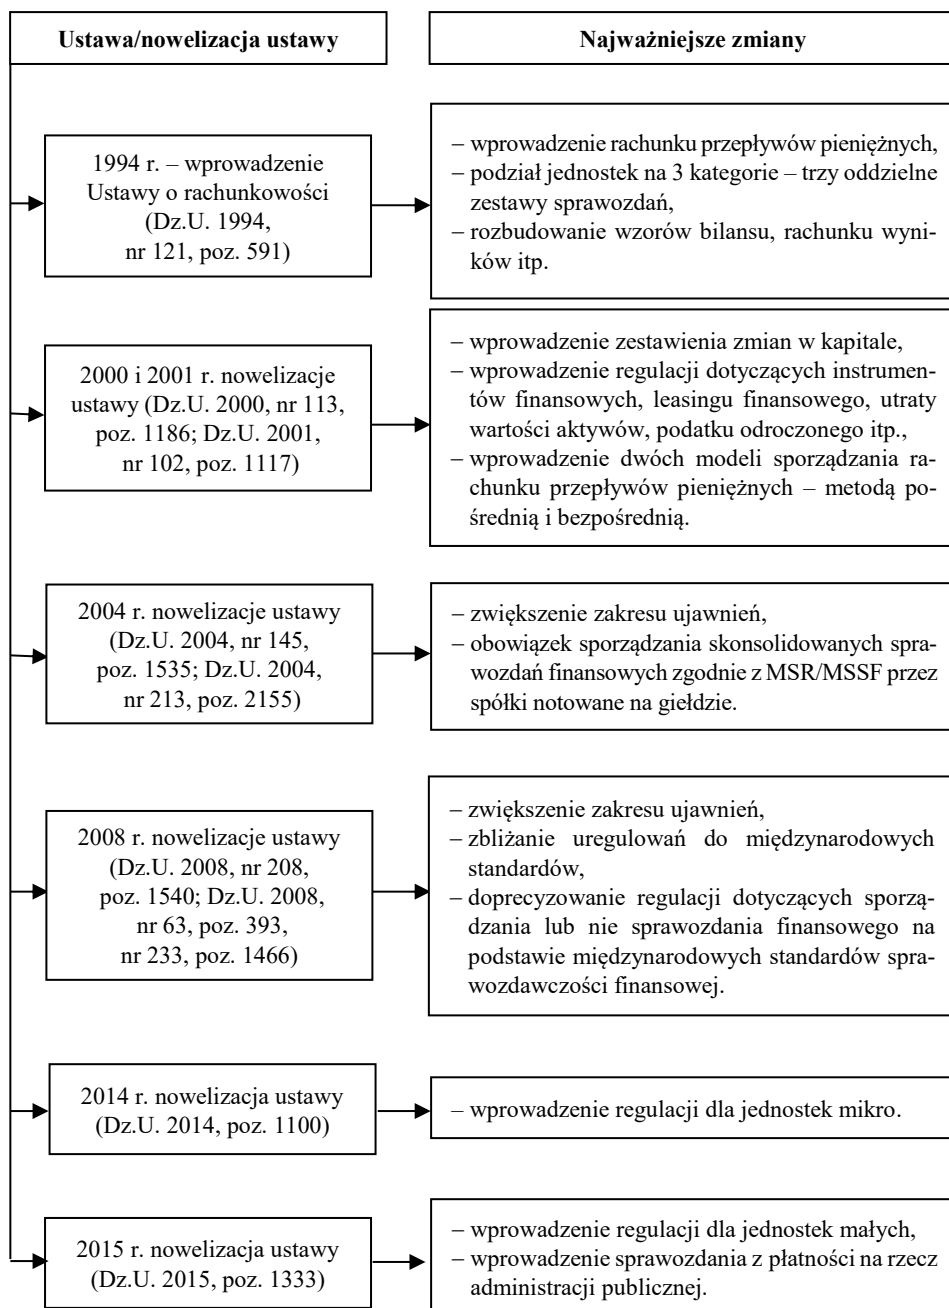 Ustawa/nowelizacja ustawy
Najważniejsze zmiany
1994 r. – wprowadzenie
Ustawy o rachunkowości
(Dz.U. 1994,
nr 121, poz. 591)
– wprowadzenie rachunku przepływów pieniężnych,
– podział jednostek na 3 kategorie – trzy oddzielne
zestawy sprawozdań,
– rozbudowanie wzorów bilansu, rachunku wyni-
ków itp.
2000 i 2001 r. nowelizacje
ustawy (Dz.U. 2000, nr 113,
poz. 1186; Dz.U. 2001,
nr 102, poz. 1117)
– wprowadzenie zestawienia zmian w kapitale,
– wprowadzenie regulacji dotyczących instrumen-
tów finansowych, leasingu finansowego, utraty
wartości aktywów, podatku odroczonego itp.,
– wprowadzenie dwóch modeli sporządzania ra-
chunku przepływów pieniężnych – metodą po-
średnią i bezpośrednią.
2004 r. nowelizacje ustawy
(Dz.U. 2004, nr 145,
poz. 1535; Dz.U. 2004,
nr 213, poz. 2155)
– zwiększenie zakresu ujawnień,
– obowiązek sporządzania skonsolidowanych spra-
wozdań finansowych zgodnie z MSR/MSSF przez
spółki notowane na giełdzie.
2008 r. nowelizacje ustawy
(Dz.U. 2008, nr 208,
poz. 1540; Dz.U. 2008,
nr 63, poz. 393,
nr 233, poz. 1466)
– zwiększenie zakresu ujawnień,
– zbliżanie uregulowań do międzynarodowych
standardów,
– doprecyzowanie regulacji dotyczących sporzą-
dzania lub nie sprawozdania finansowego na
podstawie międzynarodowych standardów spra-
wozdawczości finansowej.
2014 r. nowelizacja ustawy
(Dz.U. 2014, poz. 1100)
– wprowadzenie regulacji dla jednostek mikro.
2015 r. nowelizacja ustawy
(Dz.U. 2015, poz. 1333)
– wprowadzenie regulacji dla jednostek małych,
– wprowadzenie sprawozdania z płatności na rzecz
administracji publicznej.